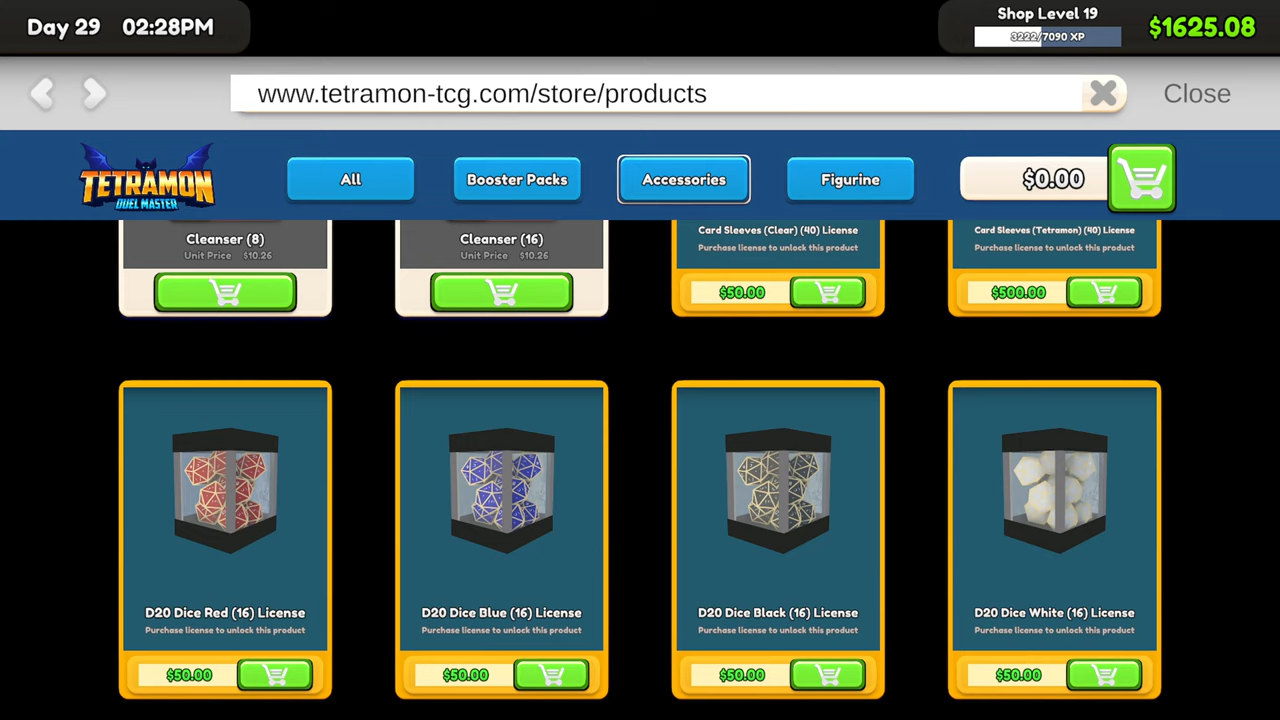 Day 29 02:28PM
Shop Level 19
3222/7090 XP
$1625.08
www.tetramon-tcg.com/store/products
Close
TETRAMON
DUEL MASTER
All
Booster Packs
Accessories
Figurine
$0.00
Cleanser (8)
Unit Price $10.26
Cleanser (16)
Unit Price $10.26
Card Sleeves (Clear) (40) License
Purchase license to unlock this product
$50.00
Card Sleeves (Tetramon) (40) License
Purchase license to unlock this product
$500.00
D20 Dice Red (16) License
Purchase license to unlock this product
$50.00
D20 Dice Blue (16) License
Purchase license to unlock this product
$50.00
D20 Dice Black (16) License
Purchase license to unlock this product
$50.00
D20 Dice White (16) License
Purchase license to unlock this product
$50.00